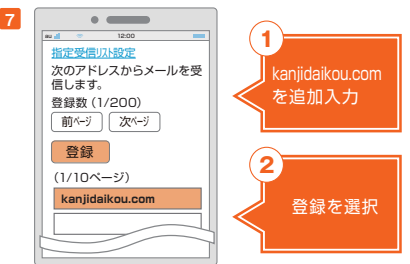 7
au 12:00
指定受信ﾘｽﾄ設定
次のアドレスからメールを受
信します。
登録数（1/200）
前ﾍﾟｰｼﾞ 次ﾍﾟｰｼﾞ
登録
（1/10ページ）
kanjidaikou.com
1
kanjidaikou.com
を追加入力
2
登録を選択